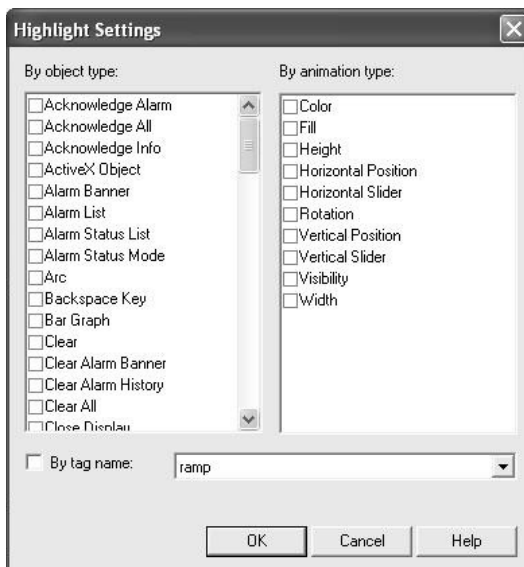 Highlight Settings
By object type:
Acknowledge Alarm
Acknowledge All
Acknowledge Info
ActiveX Object
Alarm Banner
Alarm List
Alarm Status List
Alarm Status Mode
Arc
Backspace Key
Bar Graph
Clear
Clear Alarm Banner
Clear Alarm History
Clear All
Close Display
By animation type:
Color
Fill
Height
Horizontal Position
Horizontal Slider
Rotation
Vertical Position
Vertical Slider
Visibility
Width
By tag name:
ramp
OK
Cancel
Help